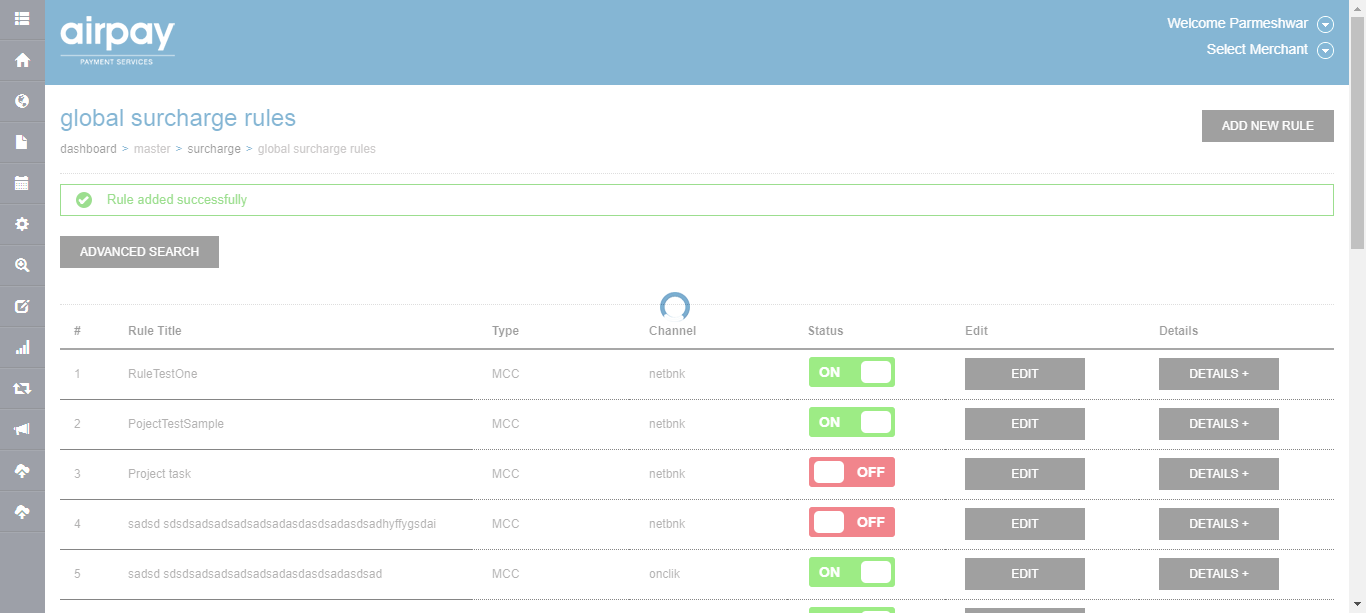 airpay
PAYMENT SERVICES
Welcome Parmeshwar
Select Merchant
global surcharge rules
ADD NEW RULE
dashboard > master > surcharge > global surcharge rules
Rule added successfully
ADVANCED SEARCH
# Rule Title Type Channel Status Edit Details
1 RuleTestOne MCC netbnk ON EDIT DETAILS +
2 PojectTestSample MCC netbnk ON EDIT DETAILS +
3 Project task MCC netbnk OFF EDIT DETAILS +
4 sadsd sdsdsadsadsadsadsadasdasdsadasdsadhyffygsdai MCC netbnk OFF EDIT DETAILS +
5 sadsd sdsdsadsadsadsadsadasdasdsadasdsad MCC onclik ON EDIT DETAILS +